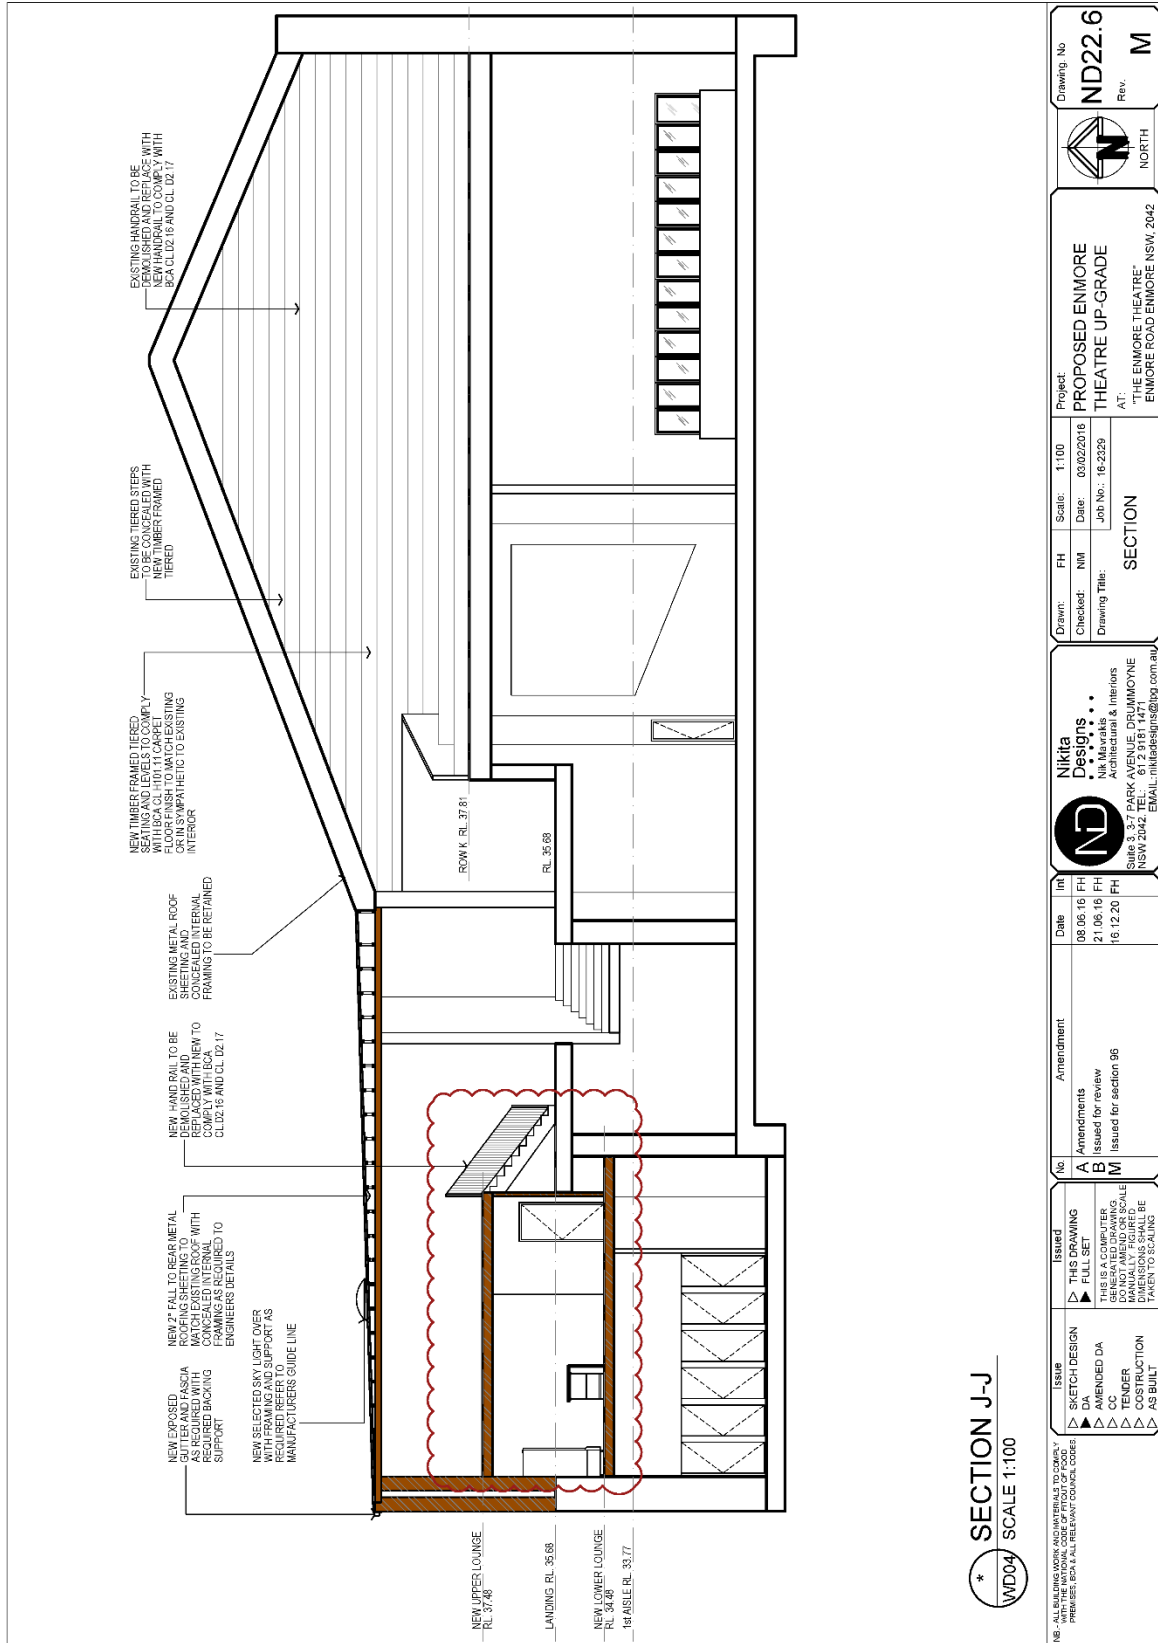 NEW EXPOSED
GUTTER AND FASCIA
AS REQUIRED WITH
REQUIRED BACKING
SUPPORT
NEW 2° FALL TO REAR METAL
ROOFING SHEETING TO
MATCH EXISTING ROOF WITH
CONCEALED INTERNAL
FRAMING AS REQUIRED TO
ENGINEERS DETAILS
NEW SELECTED SKY LIGHT OVER
WITH FRAMING AND SUPPORT AS
REQUIRED REFER TO
MANUFACTURERS GUIDE LINE
NEW HAND RAIL TO BE
DEMOLISHED AND
REPLACED WITH NEW TO
COMPLY WITH BCA
CL.D2.16 AND CL. D2.17
EXISTING METAL ROOF
SHEETING AND
CONCEALED INTERNAL
FRAMING TO BE RETAINED
NEW TIMBER FRAMED TIERED
SEATING AND LEVELS TO COMPLY
WITH BCA CL.H101.11 CARPET
FLOOR FINISH TO MATCH EXISTING
OR IN SYMPATHETIC TO EXISTING
INTERIOR
EXISTING TIERED STEPS
TO BE CONCEALED WITH
NEW TIMBER FRAMED
TIERED
EXISTING HANDRAIL TO BE
DEMOLISHED AND REPLACE WITH
NEW HANDRAIL TO COMPLY WITH
BCA CL.D2.16 AND CL. D2.17
ROW K RL. 37.81
RL. 35.68
NEW UPPER LOUNGE
RL. 37.48
LANDING RL. 35.68
NEW LOWER LOUNGE
RL. 34.48
1st AISLE RL. 33.77
*
WD04
SECTION J-J
SCALE 1:100
NB:- ALL BUILDING WORK AND MATERIALS TO COMPLY
WITH THE NATIONAL CODE OF FITOUT OF FOOD
PREMISES, BCA & ALL RELEVANT COUNCIL CODES.
Issue
SKETCH DESIGN
DA
AMENDED DA
CC
TENDER
COSTRUCTION
AS BUILT
Issued
THIS DRAWING
FULL SET
THIS IS A COMPUTER
GENERATED DRAWING.
DO NOT AMEND OR SCALE
MANUALLY. FIGURED
DIMENSIONS SHALL BE
TAKEN TO SCALING
No. Amendment Date Int
A Amendments 08.06.16 FH
B Issued for review 21.06.16 FH
M Issued for section 96 16.12.20 FH
ND
Nikita
Designs
Nik Mavrakis
Architectural & Interiors
Suite 3, 3-7 PARK AVENUE, DRUMMOYNE
NSW 2042. TEL: 61 2 9181 1471
EMAIL: nikitadesigns@tpg.com.au
Drawn: FH
Scale: 1:100
Checked: NM
Date: 03/02/2016
Job No.: 16-2329
Drawing Title:
SECTION
Project:
PROPOSED ENMORE
THEATRE UP-GRADE
AT:
"THE ENMORE THEATRE"
ENMORE ROAD ENMORE NSW, 2042
N
NORTH
Drawing. No
ND22.6
Rev. M